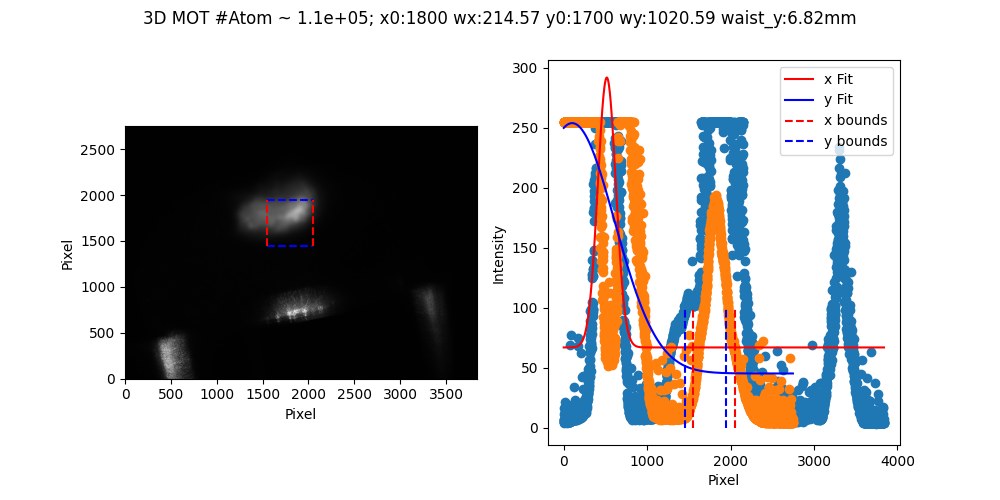 3D MOT #Atom ~ 1.1e+05; x0:1800 wx:214.57 y0:1700 wy:1020.59 waist_y:6.82mm
2500
2000
1500
1000
500
0
Pixel
0 500 1000 1500 2000 2500 3000 3500
Pixel
300
250
200
150
100
50
0
Intensity
x Fit
y Fit
x bounds
y bounds
0 1000 2000 3000 4000
Pixel